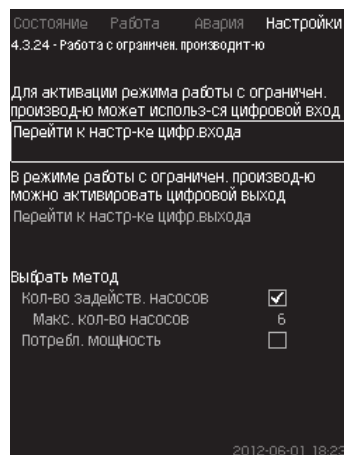 Состояние Работа Авария Настройки
4.3.24 - Работа с ограничен. производит-ю
Для активации режима работы с ограничен.
производ-ю может использ-ся цифровой вход
Перейти к настр-ке цифр.входа
В режиме работы с ограничен. производ-ю
можно активировать цифровой выход
Перейти к настр-ке цифр.выхода
Выбрать метод
Кол-во задейств. насосов
Макс. кол-во насосов 6
Потребл. мощность
2012-06-01 18:23